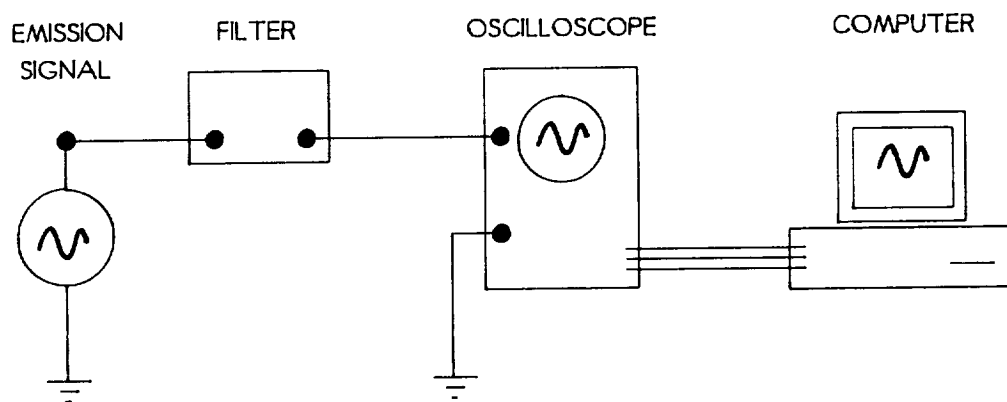 EMISSION
SIGNAL
FILTER
OSCILLOSCOPE
COMPUTER